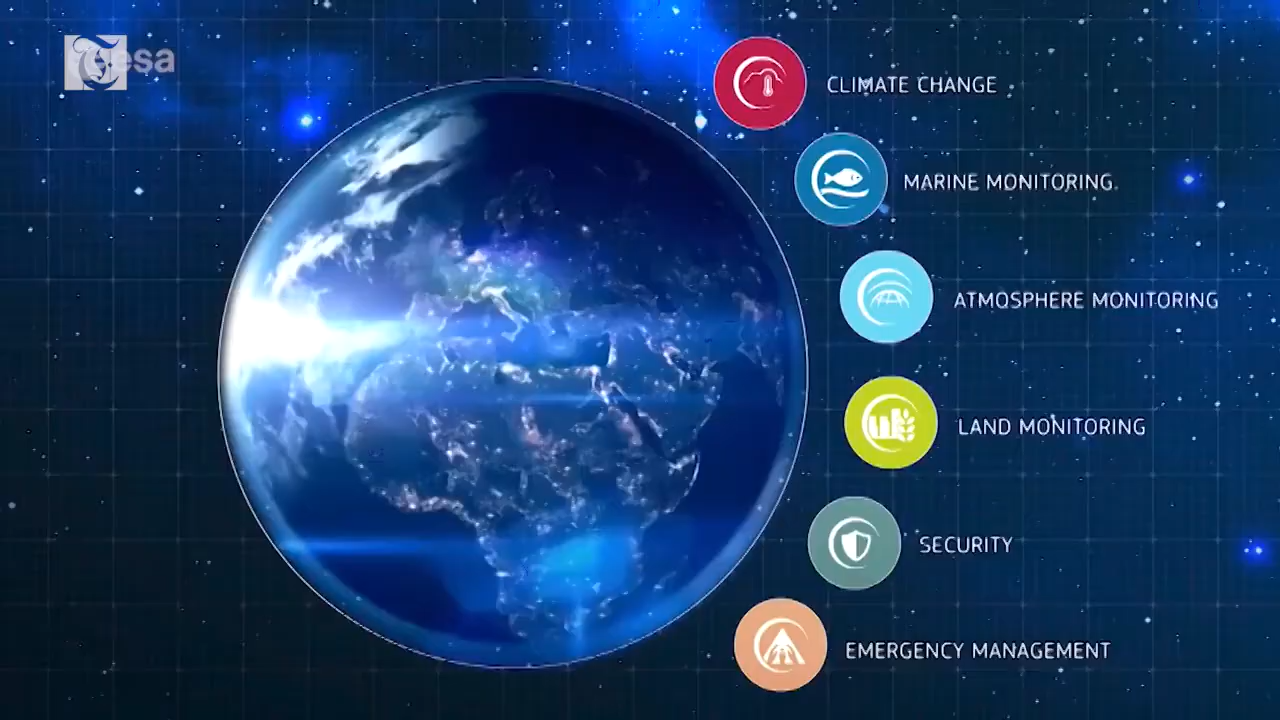 esa
CLIMATE CHANGE
MARINE MONITORING
ATMOSPHERE MONITORING
LAND MONITORING
SECURITY
EMERGENCY MANAGEMENT